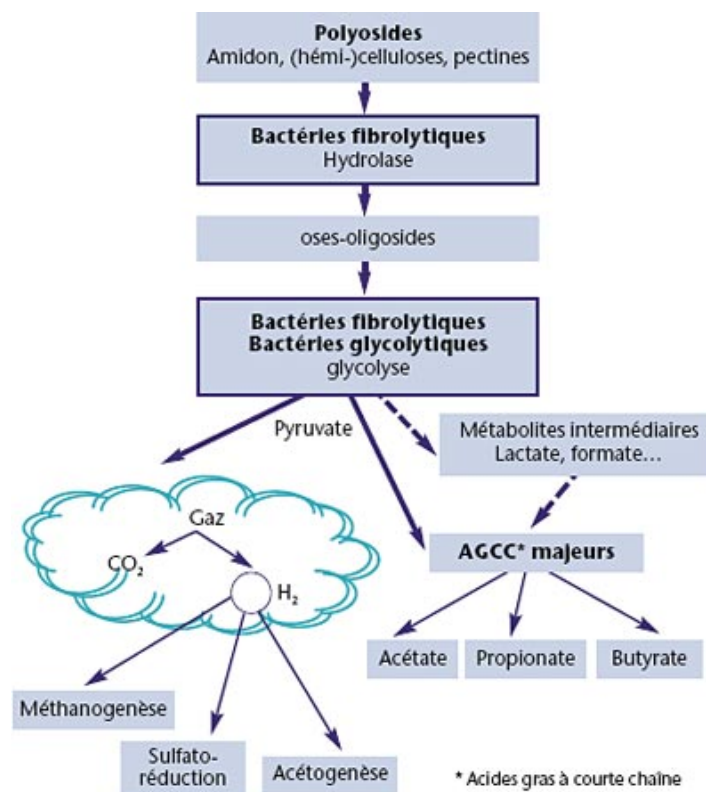 Polyosides
Amidon, (hémi-)celluloses, pectines
Bactéries fibrolytiques
Hydrolase
oses-oligosides
Bactéries fibrolytiques
Bactéries glycolytiques
glycolyse
Pyruvate
Métabolites intermédiaires
Lactate, formate...
Gaz
CO₂
H₂
AGCC* majeurs
Acétate
Propionate
Butyrate
Méthanogenèse
Sulfato-
réduction
Acétogenèse
* Acides gras à courte chaîne